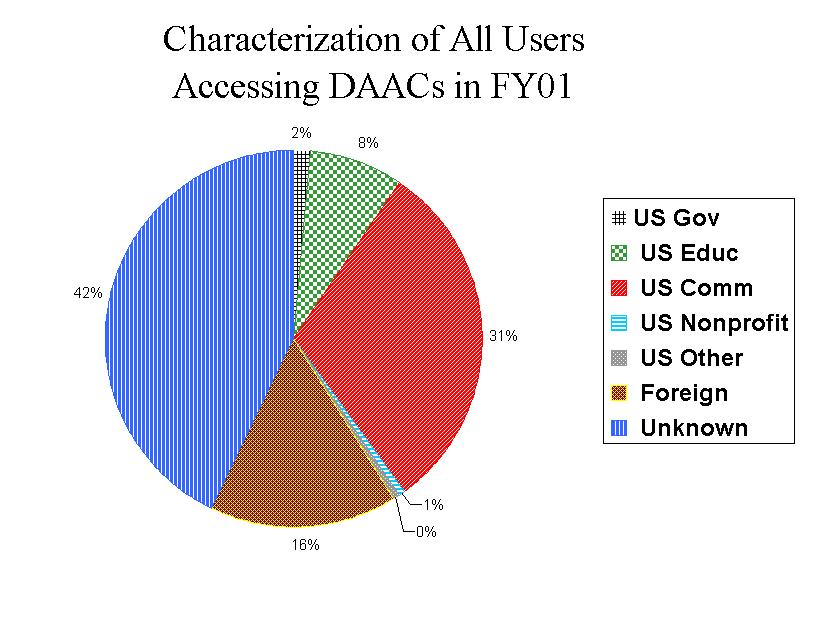 Characterization of All Users
Accessing DAACs in FY01
2%
8%
42%
31%
1%
0%
16%
US Gov
US Educ
US Comm
US Nonprofit
US Other
Foreign
Unknown